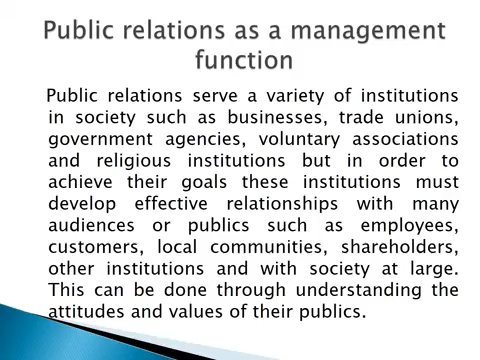 Public relations as a management
function
Public relations serve a variety of institutions
in society such as businesses, trade unions,
government agencies, voluntary associations
and religious institutions but in order to
achieve their goals these institutions must
develop effective relationships with many
audiences or publics such as employees,
customers, local communities, shareholders,
other institutions and with society at large.
This can be done through understanding the
attitudes and values of their publics.